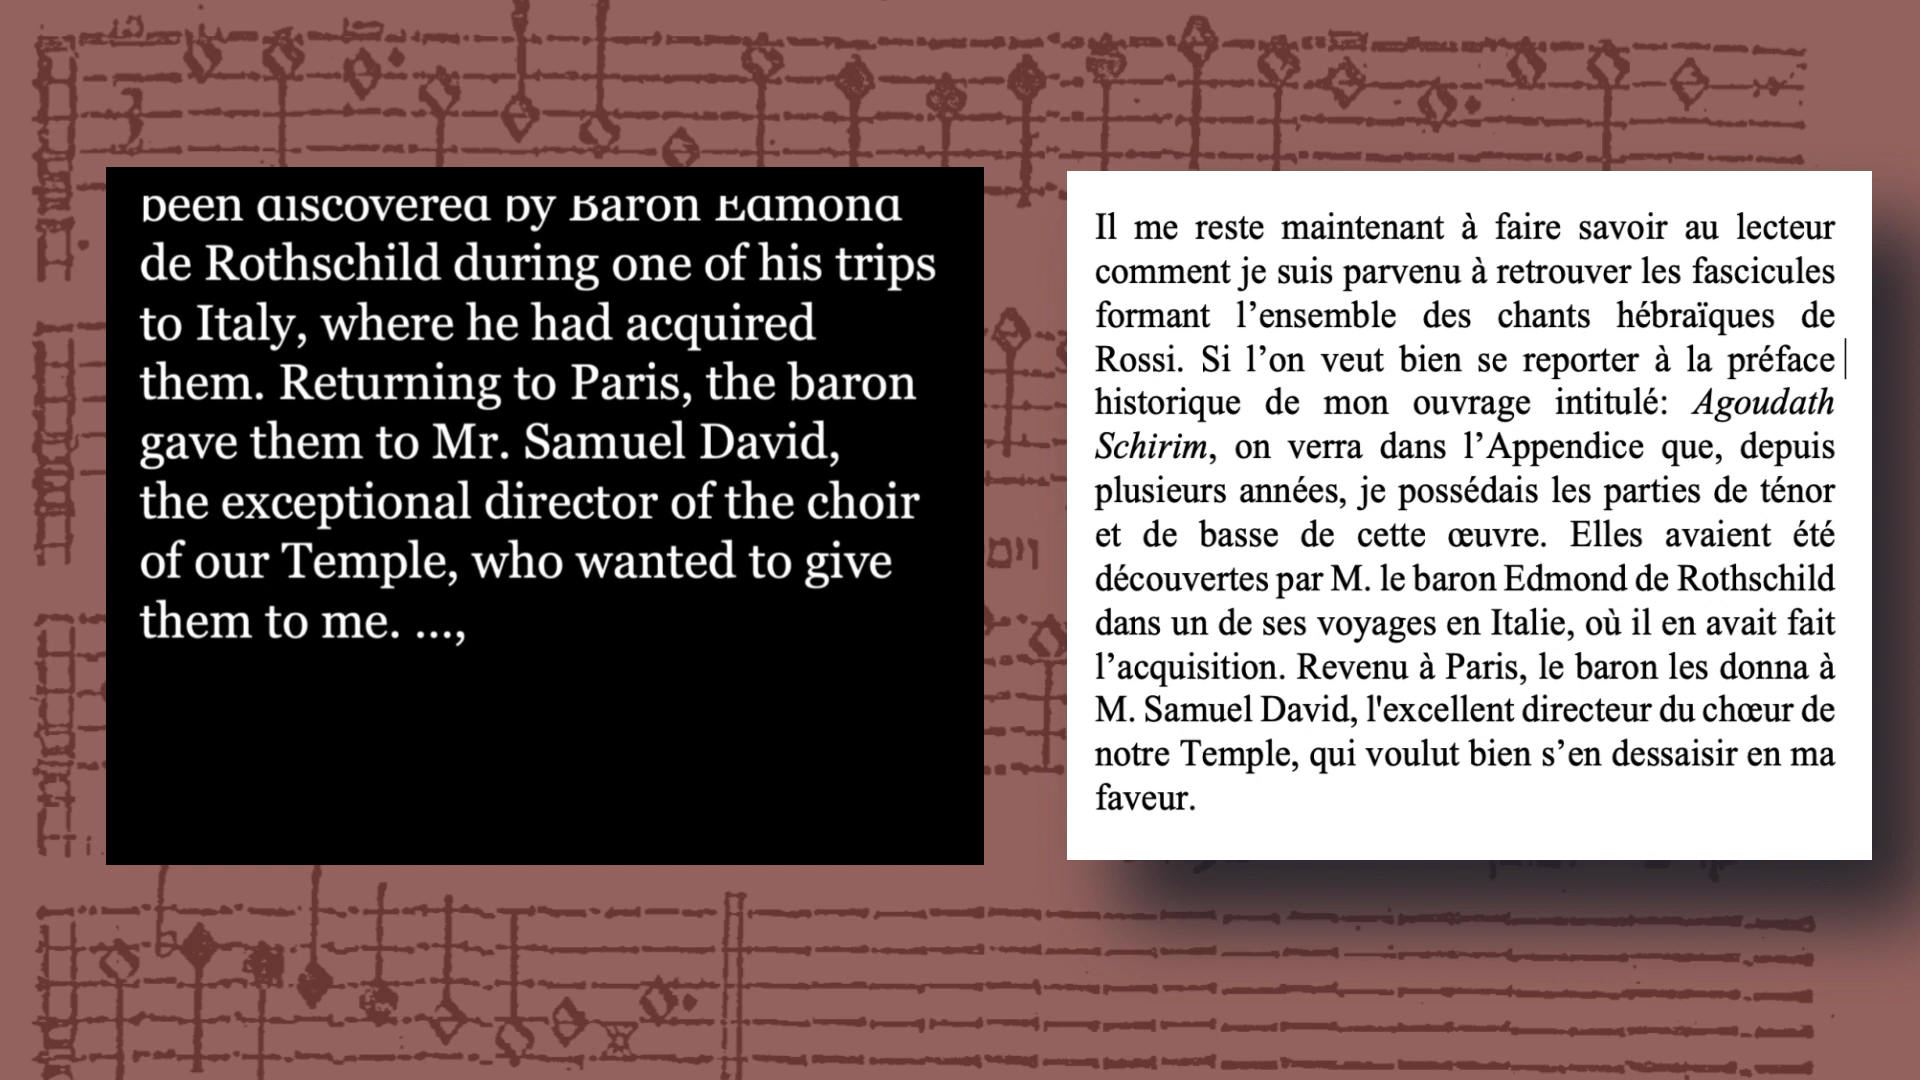 been discovered by Baron Edmond
de Rothschild during one of his trips
to Italy, where he had acquired
them. Returning to Paris, the baron
gave them to Mr. Samuel David,
the exceptional director of the choir
of our Temple, who wanted to give
them to me. ...,
Il me reste maintenant à faire savoir au lecteur
comment je suis parvenu à retrouver les fascicules
formant l’ensemble des chants hébraïques de
Rossi. Si l’on veut bien se reporter à la préface
historique de mon ouvrage intitulé: Agoudath
Schirim, on verra dans l’Appendice que, depuis
plusieurs années, je possédais les parties de ténor
et de basse de cette œuvre. Elles avaient été
découvertes par M. le baron Edmond de Rothschild
dans un de ses voyages en Italie, où il en avait fait
l’acquisition. Revenu à Paris, le baron les donna à
M. Samuel David, l'excellent directeur du chœur de
notre Temple, qui voulut bien s’en dessaisir en ma
faveur.